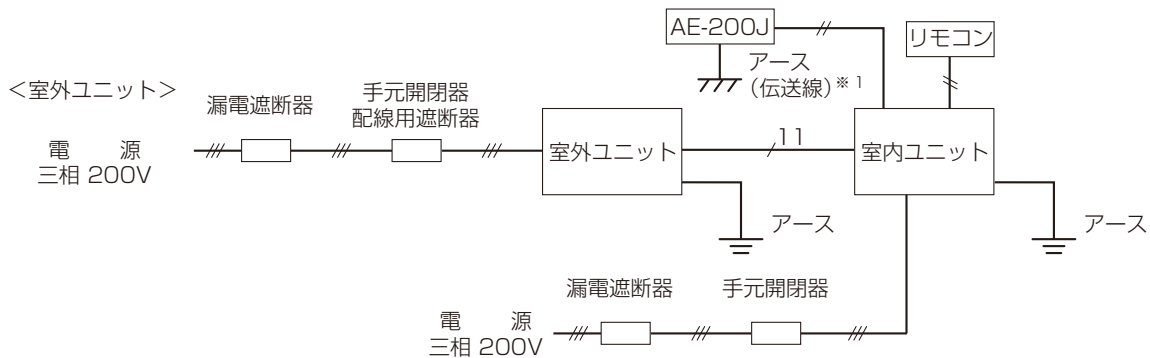 AE-200J
リモコン
アース
(伝送線)※1
<室外ユニット>
漏電遮断器
手元開閉器
配線用遮断器
電 源
三相 200V
室外ユニット
11
室内ユニット
アース
アース
漏電遮断器
手元開閉器
電 源
三相 200V